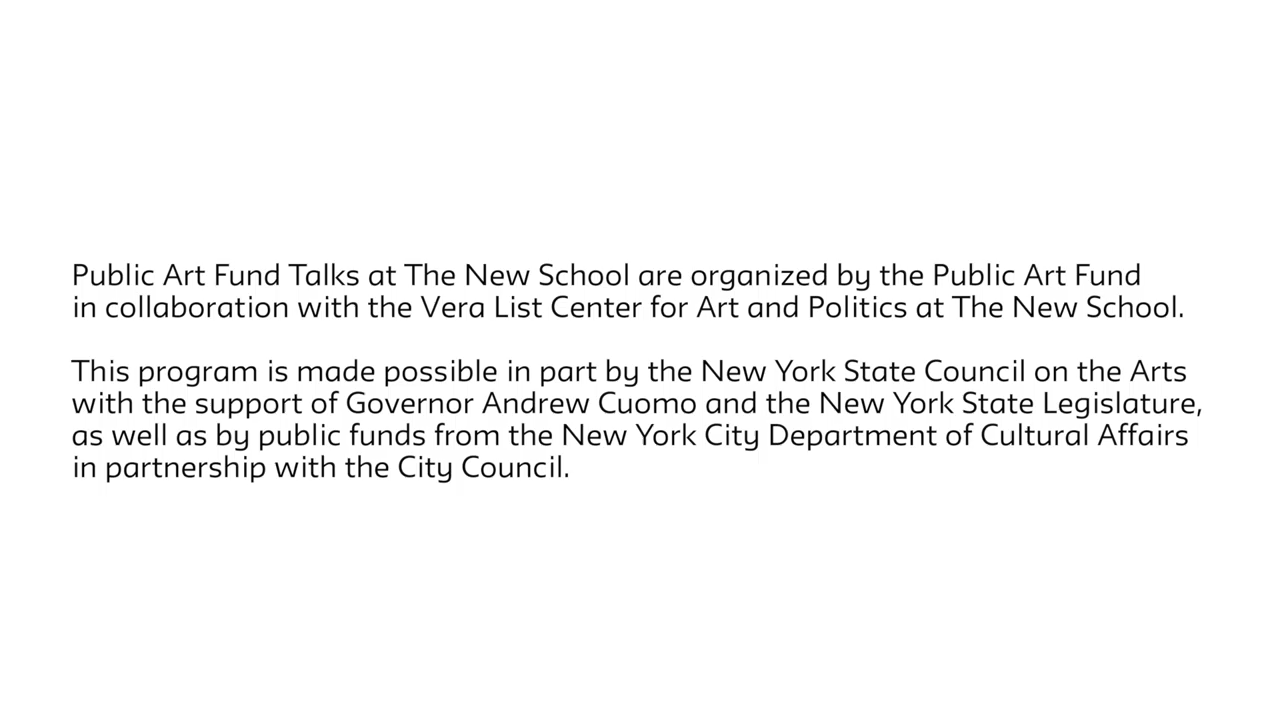 Public Art Fund Talks at The New School are organized by the Public Art Fund
in collaboration with the Vera List Center for Art and Politics at The New School.
This program is made possible in part by the New York State Council on the Arts
with the support of Governor Andrew Cuomo and the New York State Legislature,
as well as by public funds from the New York City Department of Cultural Affairs
in partnership with the City Council.